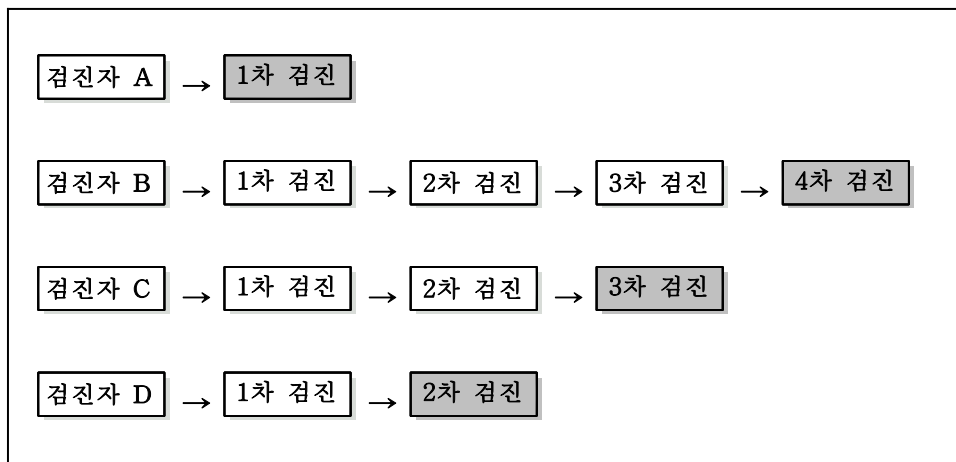 검진자 A → 1차 검진
검진자 B → 1차 검진 → 2차 검진 → 3차 검진 → 4차 검진
검진자 C → 1차 검진 → 2차 검진 → 3차 검진
검진자 D → 1차 검진 → 2차 검진